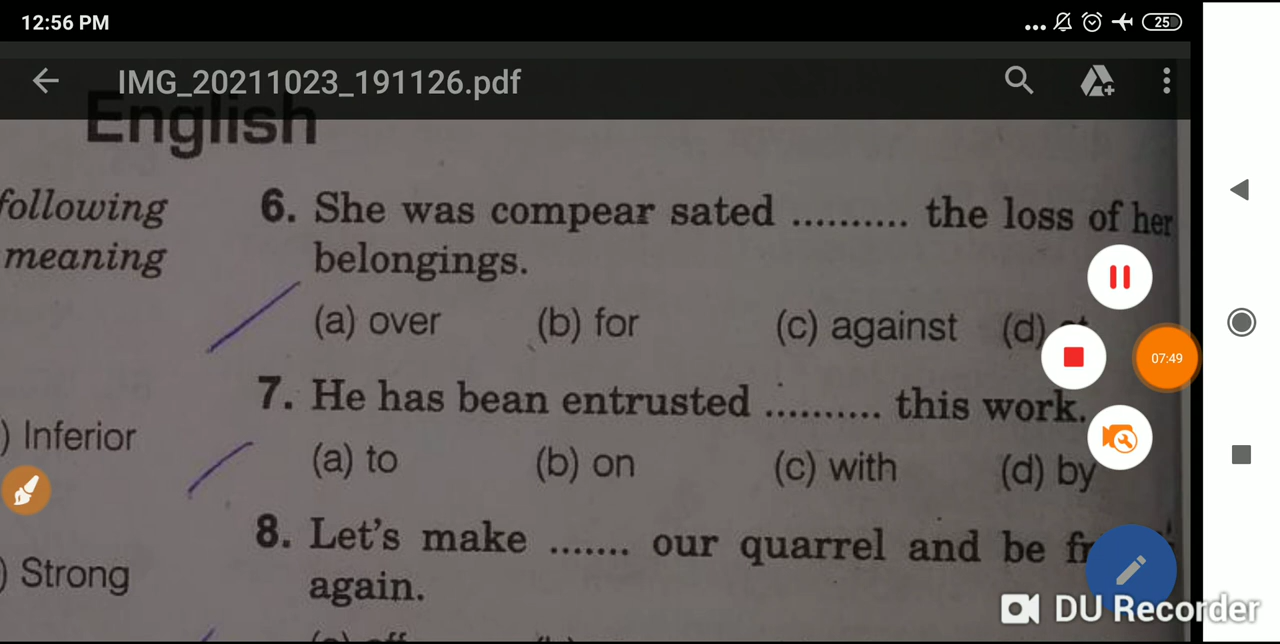 12:56 PM
25
IMG_20211023_191126.pdf
English
following
meaning
6. She was compear sated .......... the loss of her
belongings.
(a) over (b) for (c) against (d)
07:49
7. He has bean entrusted .......... this work.
(a) to (b) on (c) with (d) by
) Inferior
8. Let's make ....... our quarrel and be
again.
) Strong
DU Recorder